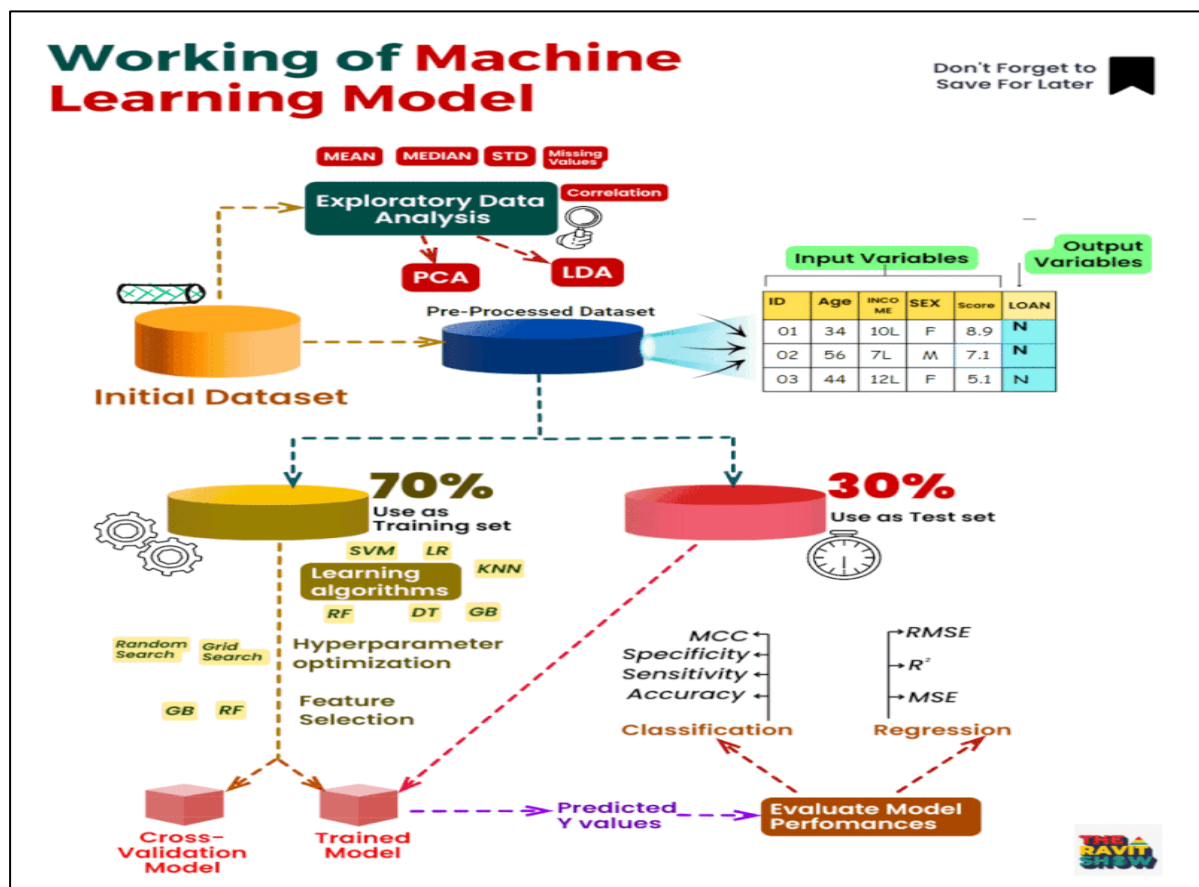 Working of Machine
Learning Model
Don't Forget to
Save For Later
MEAN
MEDIAN
STD
Missing
Values
Exploratory Data
Analysis
Correlation
PCA
LDA
Input Variables
Output
Variables
Pre-Processed Dataset
ID Age INCO SEX Score LOAN
ME
01 34 10L F 8.9 N
02 56 7L M 7.1 N
03 44 12L F 5.1 N
Initial Dataset
70%
Use as
Training set
30%
Use as Test set
SVM
LR
KNN
Learning
algorithms
RF
DT
GB
Random
Search
Grid
Search
Hyperparameter
optimization
GB
RF
Feature
Selection
MCC
Specificity
Sensitivity
Accuracy
Classification
RMSE
R²
MSE
Regression
Cross-
Validation
Model
Trained
Model
Predicted
Y values
Evaluate Model
Perfomances
THE
RAVIT
SHOW